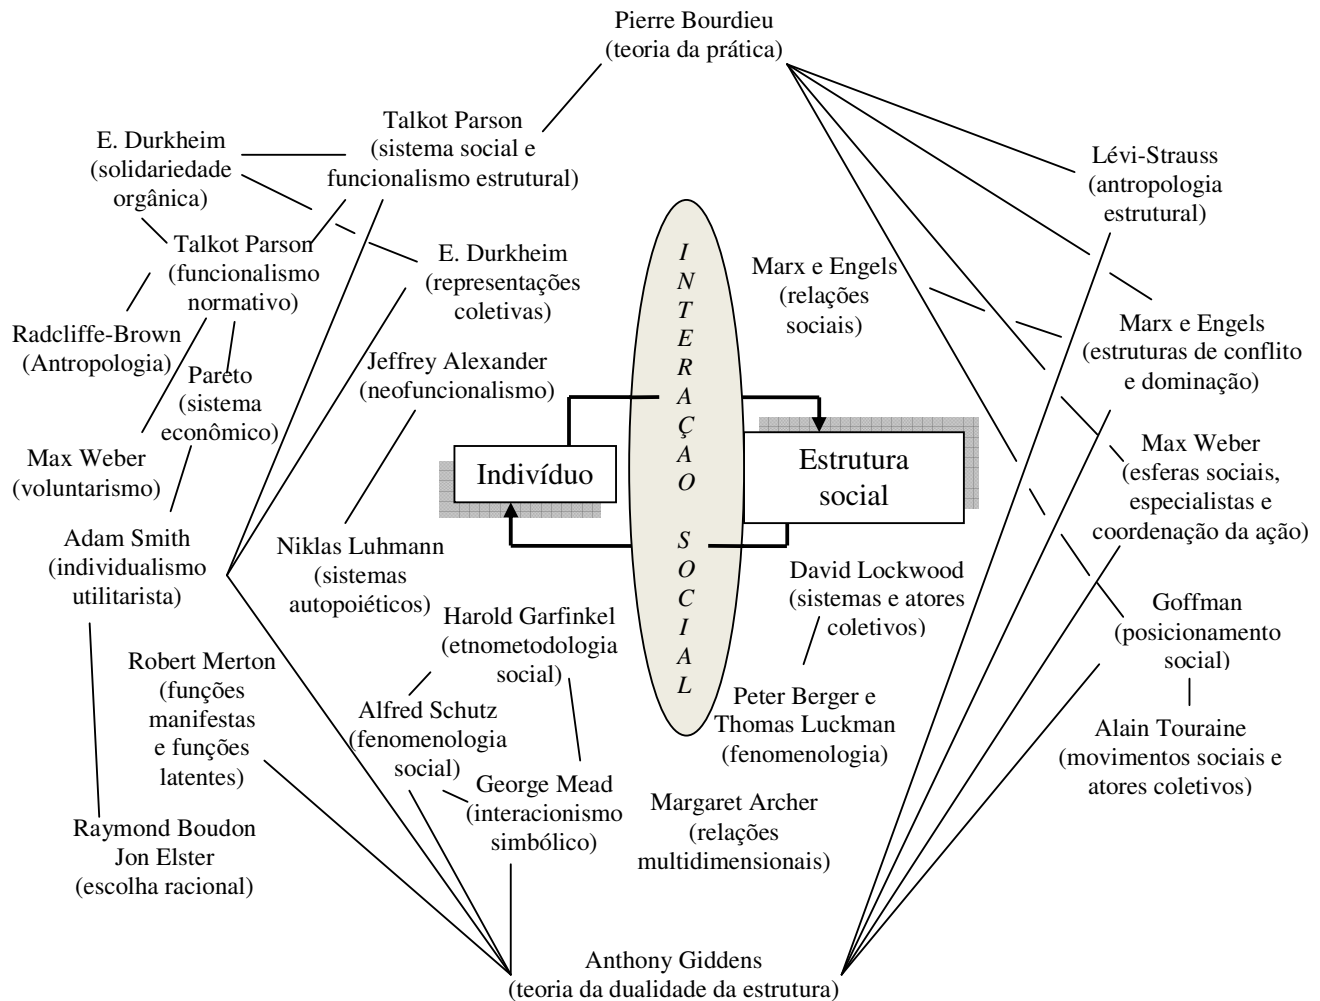 Pierre Bourdieu
(teoria da prática)
Talkot Parson
(sistema social e
funcionalismo estrutural)
E. Durkheim
(solidariedade
orgânica)
Lévi-Strauss
(antropologia
estrutural)
Talkot Parson
(funcionalismo
normativo)
E. Durkheim
(representações
coletivas)
INTERAÇAO
SOCIAL
Marx e Engels
(relações
sociais)
Radcliffe-Brown
(Antropologia)
Marx e Engels
(estruturas de conflito
e dominação)
Pareto
(sistema
econômico)
Jeffrey Alexander
(neofuncionalismo)
Max Weber
(voluntarismo)
Indivíduo
Estrutura
social
Max Weber
(esferas sociais,
especialistas e
coordenação da ação)
Adam Smith
(individualismo
utilitarista)
Niklas Luhmann
(sistemas
autopoiéticos)
David Lockwood
(sistemas e atores
coletivos)
Harold Garfinkel
(etnometodologia
social)
Goffman
(posicionamento
social)
Robert Merton
(funções
manifestas
e funções
latentes)
Alfred Schutz
(fenomenologia
social)
Peter Berger e
Thomas Luckman
(fenomenologia)
Alain Touraine
(movimentos sociais e
atores coletivos)
George Mead
(interacionismo
simbólico)
Margaret Archer
(relações
multidimensionais)
Raymond Boudon
Jon Elster
(escolha racional)
Anthony Giddens
(teoria da dualidade da estrutura)